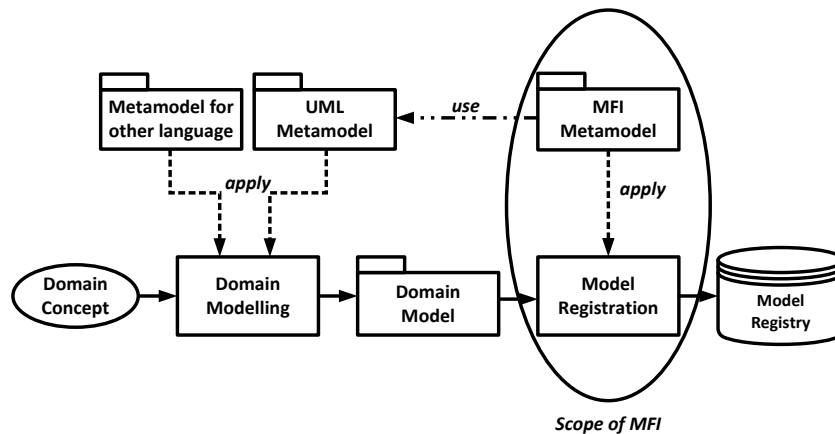 Metamodel for
other language
UML
Metamodel
use
MFI
Metamodel
apply
apply
Domain
Concept
Domain
Modelling
Domain
Model
Model
Registration
Model
Registry
Scope of MFI